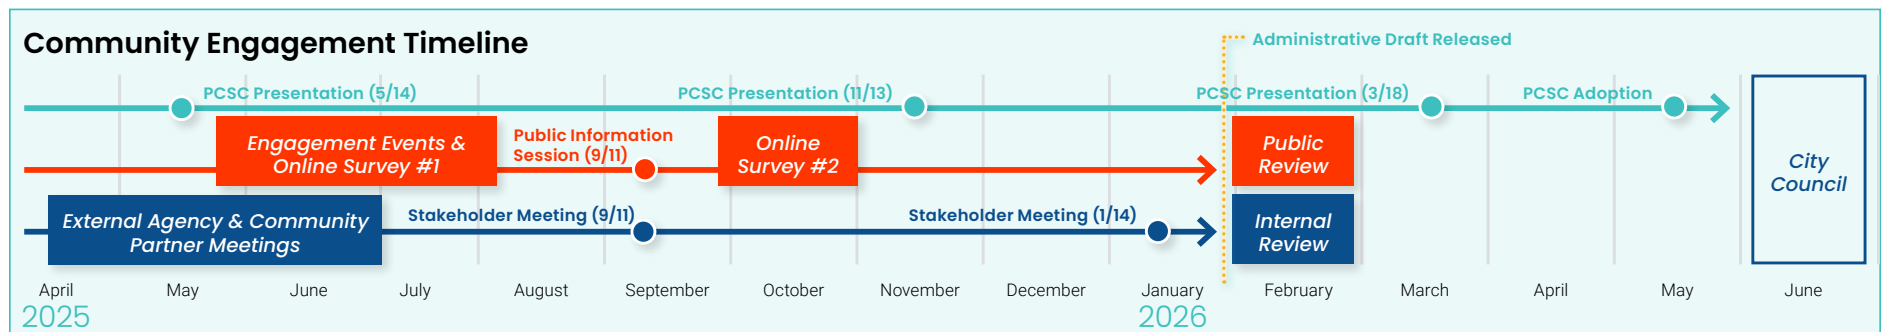 Community Engagement Timeline
Administrative Draft Released
PCSC Presentation (5/14)
PCSC Presentation (11/13)
PCSC Presentation (3/18)
PCSC Adoption
Engagement Events &
Online Survey #1
Public Information
Session (9/11)
Online
Survey #2
Public
Review
City
Council
External Agency & Community
Partner Meetings
Stakeholder Meeting (9/11)
Stakeholder Meeting (1/14)
Internal
Review
April
May
June
July
August
September
October
November
December
January
February
March
April
May
June
2025
2026